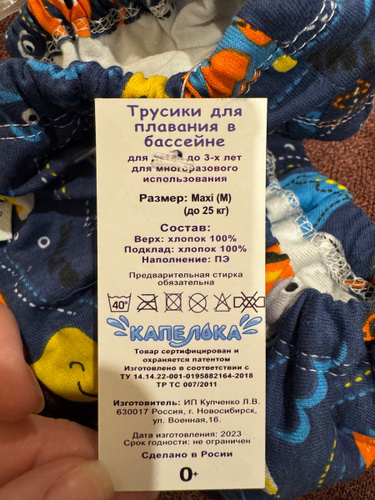 Трусики для
плавания в
бассейне
для до 3-х лет
для многоразового
использования
Размер: Maxi (M)
(до 25 кг)
Состав:
Верх: хлопок 100%
Подклад: хлопок 100%
Наполнение: ПЭ
Предварительная стирка
обязательна
40°
КАПЕЛЬКА
Товар сертифицирован и
охраняется патентом
Изготовлено в соответствии с
ТУ 14.14.22-001-0195882164-2018
ТР ТС 007/2011
Изготовитель: ИП Купченко Л.В.
630017 Россия, г. Новосибирск,
ул. Военная,16.
Дата изготовления: 2023
Срок годности: не ограничен
Сделано в Росии
0+